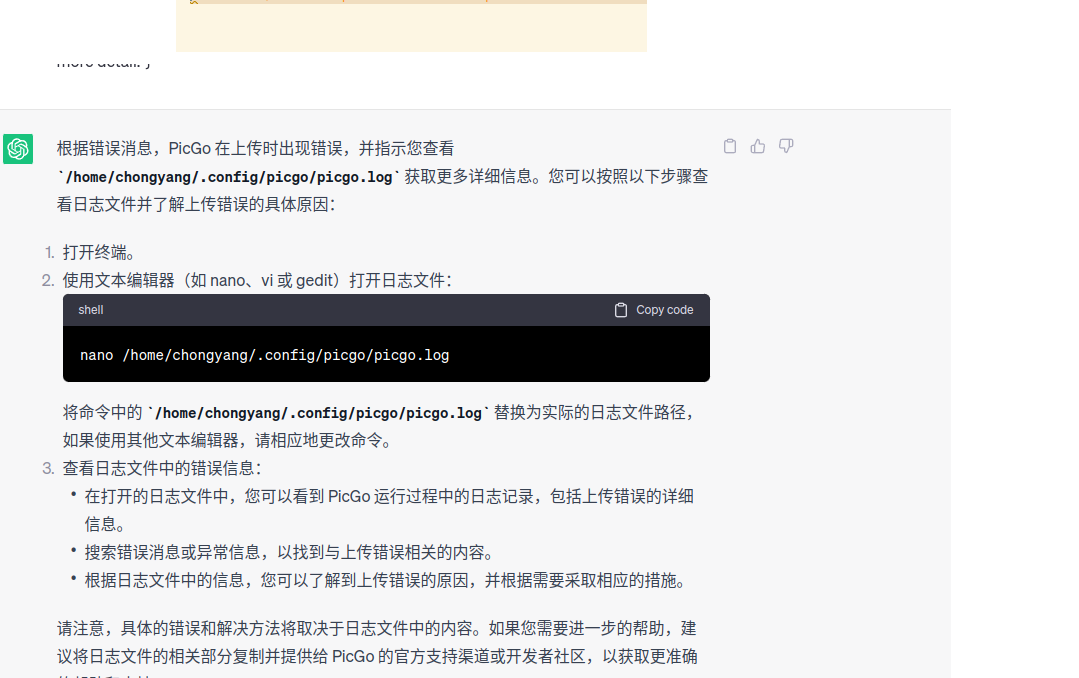 more detail. }
根据错误消息，PicGo 在上传时出现错误，并指示您查看
`/home/chongyang/.config/picgo/picgo.log` 获取更多详细信息。您可以按照以下步骤查
看日志文件并了解上传错误的具体原因：
1. 打开终端。
2. 使用文本编辑器（如 nano、vi 或 gedit）打开日志文件：
shell
Copy code
nano /home/chongyang/.config/picgo/picgo.log
将命令中的 `/home/chongyang/.config/picgo/picgo.log` 替换为实际的日志文件路径，
如果使用其他文本编辑器，请相应地更改命令。
3. 查看日志文件中的错误信息：
• 在打开的日志文件中，您可以看到 PicGo 运行过程中的日志记录，包括上传错误的详细
信息。
• 搜索错误消息或异常信息，以找到与上传错误相关的内容。
• 根据日志文件中的信息，您可以了解到上传错误的原因，并根据需要采取相应的措施。
请注意，具体的错误和解决方法将取决于日志文件中的内容。如果您需要进一步的帮助，建
议将日志文件的相关部分复制并提供给 PicGo 的官方支持渠道或开发者社区，以获取更准确